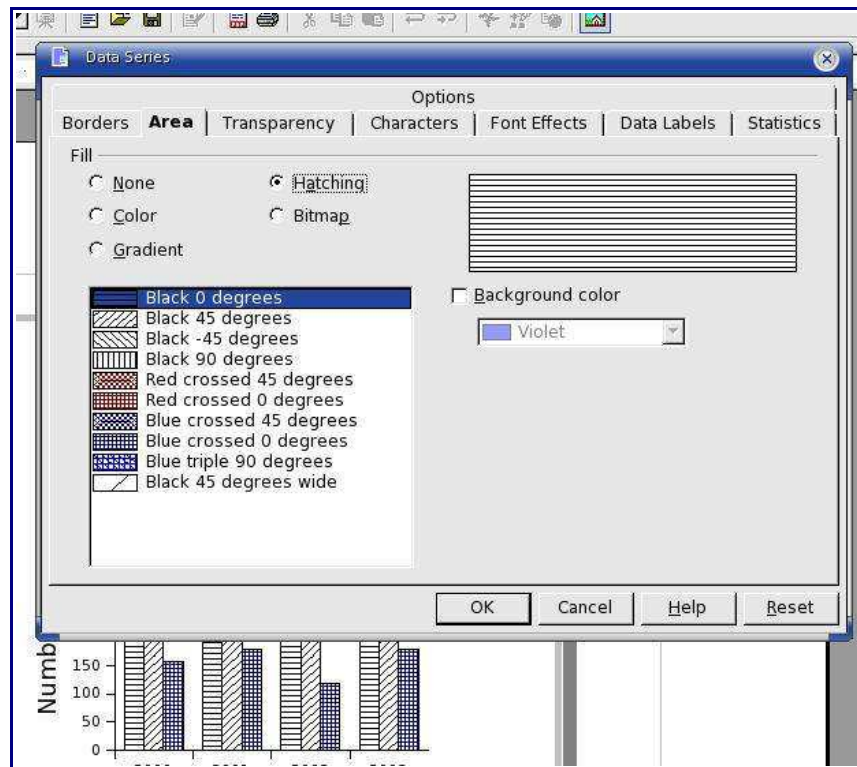 Data Series
Options
Borders Area Transparency Characters Font Effects Data Labels Statistics
Fill
None Hatching
Color Bitmap
Gradient
Black 0 degrees
Black 45 degrees
Black -45 degrees
Black 90 degrees
Red crossed 45 degrees
Red crossed 0 degrees
Blue crossed 45 degrees
Blue crossed 0 degrees
Blue triple 90 degrees
Black 45 degrees wide
Background color
Violet
OK Cancel Help Reset
Numb
150
100
50
0